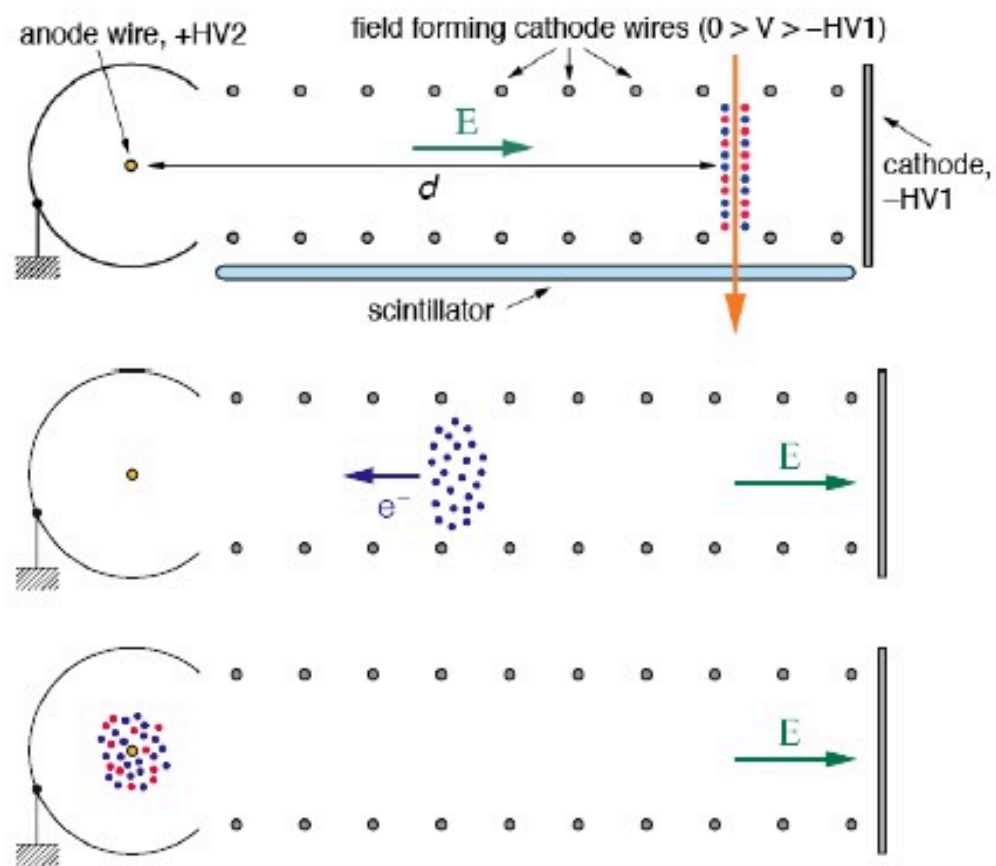 anode wire, +HV2
field forming cathode wires (0 > V > –HV1)
E
d
cathode,
–HV1
scintillator
E
e⁻
E